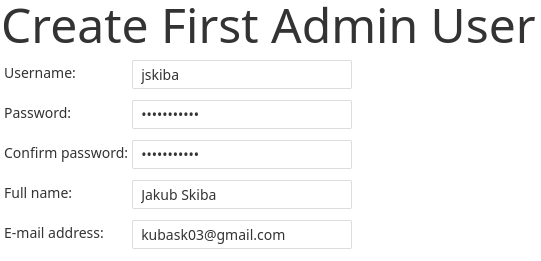 Create First Admin User
Username: jskiba
Password: •••••••••••
Confirm password: •••••••••••
Full name: Jakub Skiba
E-mail address: kubask03@gmail.com